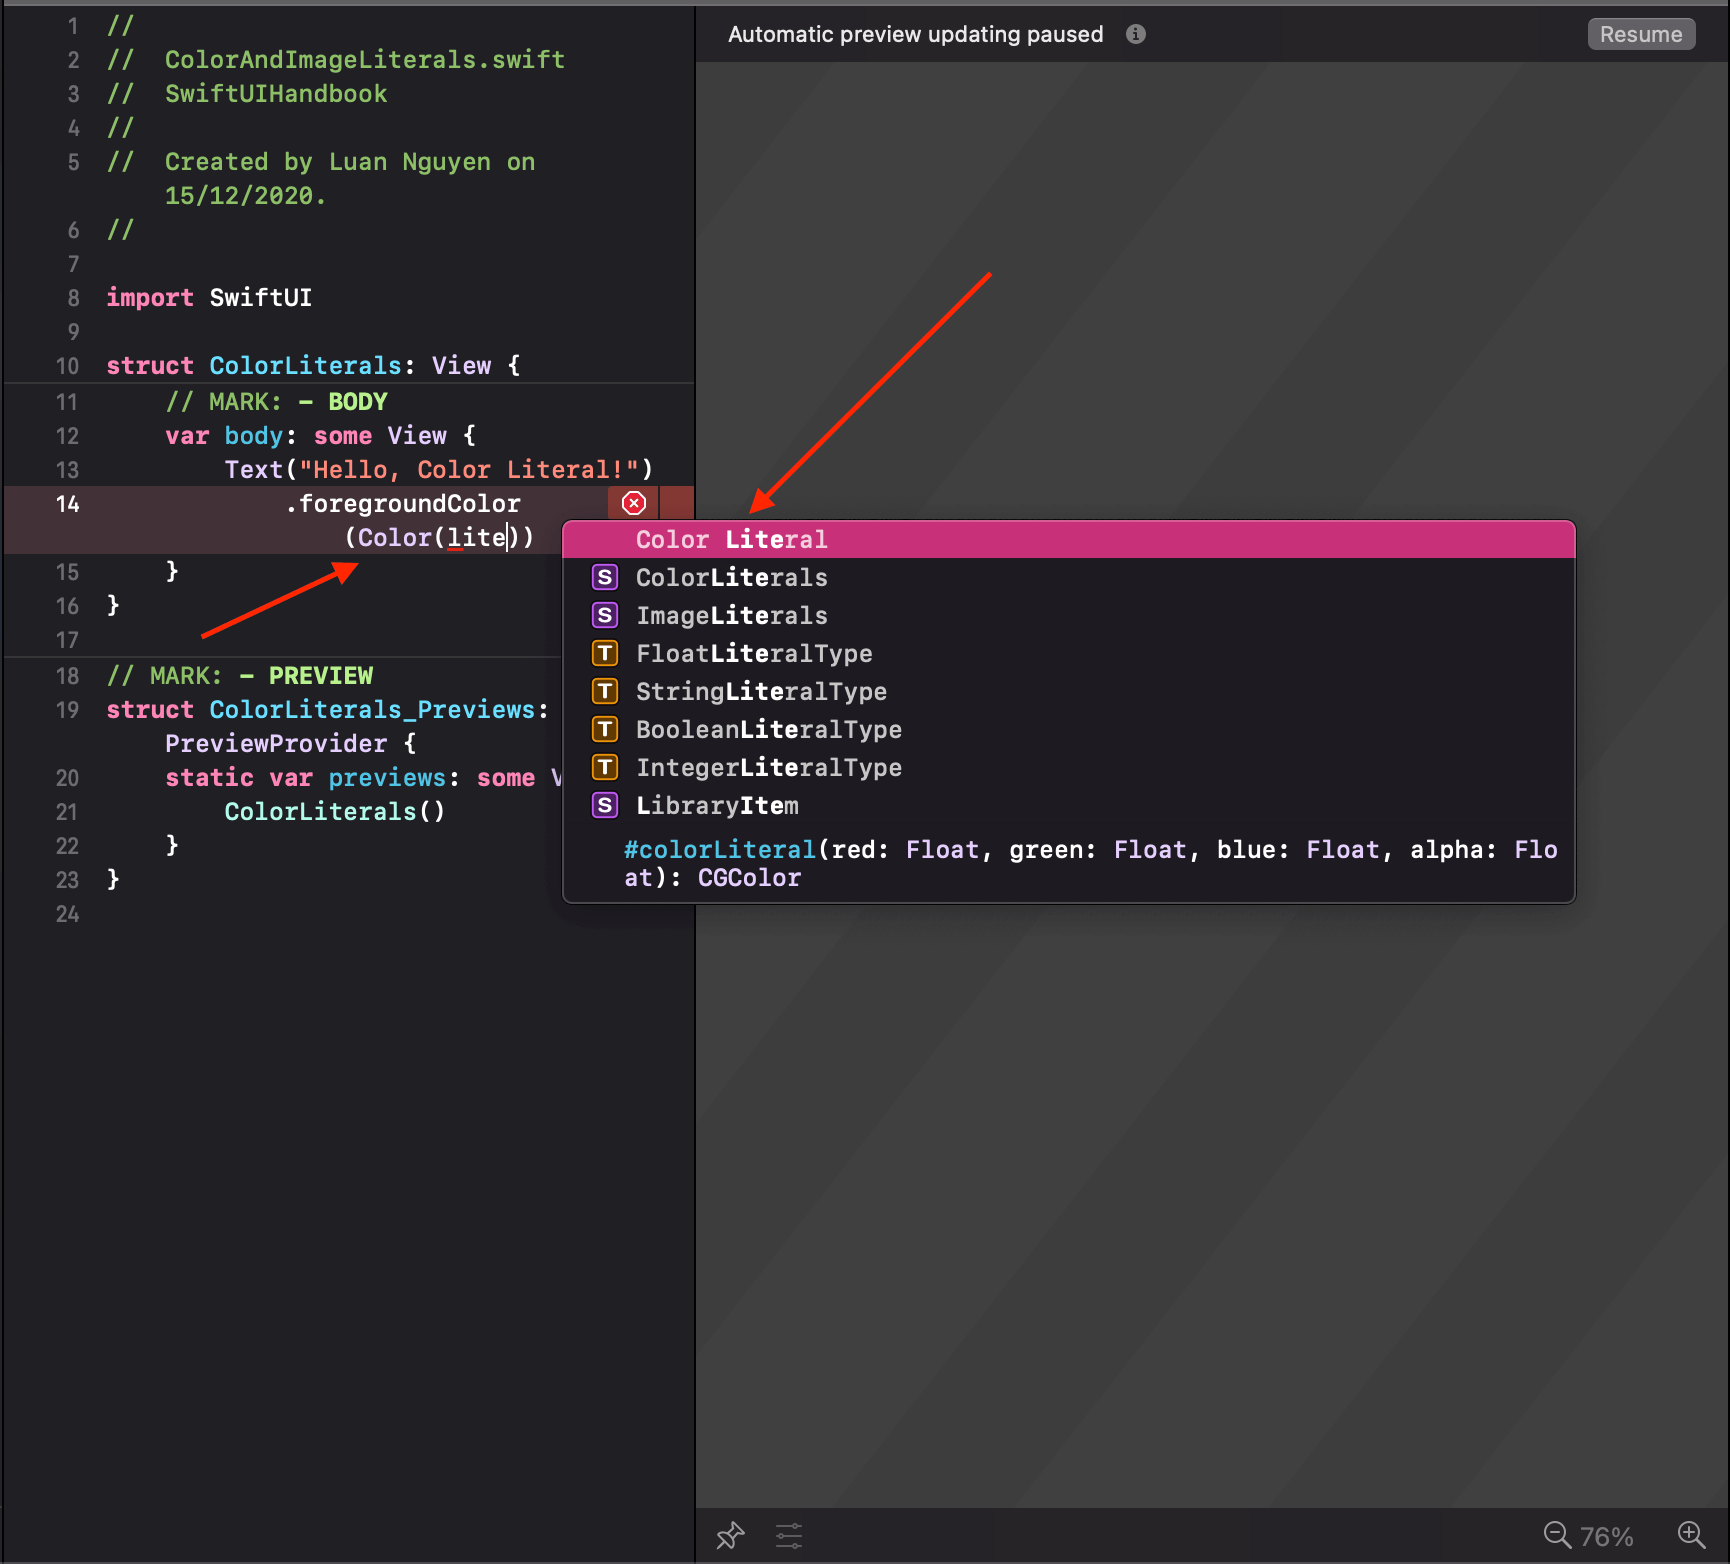 1 //
2 //  ColorAndImageLiterals.swift
3 //  SwiftUIHandbook
4 //
5 //  Created by Luan Nguyen on
15/12/2020.
6 //
7
8 import SwiftUI
9
10 struct ColorLiterals: View {
11     // MARK: – BODY
12     var body: some View {
13         Text("Hello, Color Literal!")
14             .foregroundColor
(Color(lite))
15     }
16 }
17
18 // MARK: – PREVIEW
19 struct ColorLiterals_Previews:
PreviewProvider {
20     static var previews: some V
21         ColorLiterals()
22     }
23 }
24
Automatic preview updating paused
Resume
Color Literal
S ColorLiterals
S ImageLiterals
T FloatLiteralType
T StringLiteralType
T BooleanLiteralType
T IntegerLiteralType
S LibraryItem
#colorLiteral(red: Float, green: Float, blue: Float, alpha: Flo
at): CGColor
76%